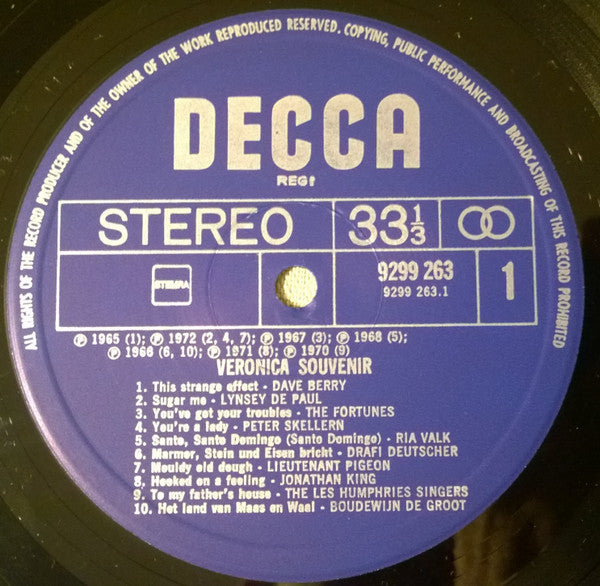 ALL RIGHTS OF THE RECORD PRODUCER AND OF THE OWNER OF THE WORK REPRODUCED RESERVED. COPYING, PUBLIC PERFORMANCE AND BROADCASTING OF THIS RECORD PROHIBITED
DECCA
REG!
STEREO 33 1/3
STEMRA 9299 263 1
9299 263.1
℗ 1965 (1); ℗ 1972 (2, 4, 7); ℗ 1967 (3); ℗ 1968 (5);
℗ 1966 (6, 10); ℗ 1971 (8); ℗ 1970 (9)
VERONICA SOUVENIR
1. This strange effect - DAVE BERRY
2. Sugar me - LYNSEY DE PAUL
3. You've got your troubles - THE FORTUNES
4. You're a lady - PETER SKELLERN
5. Santo, Santo Domingo (Santo Domingo) - RIA VALK
6. Marmor, Stein und Eisen bricht - DRAFI DEUTSCHER
7. Mouldy old dough - LIEUTENANT PIGEON
8, Hooked on a feeling - JONATHAN KING
9. To my father's house - THE LES HUMPHRIES SINGERS
10. Het land van Maas en Waal - BOUDEWIJN DE GROOT